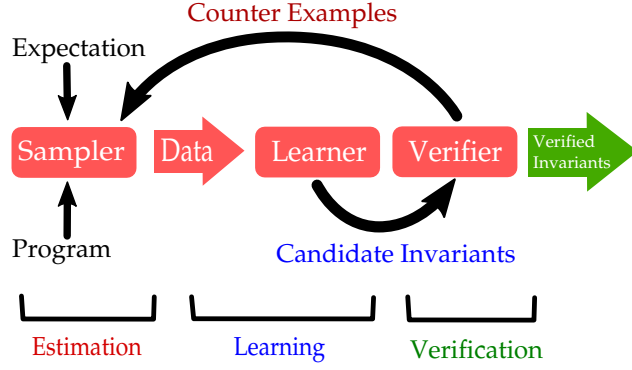 Counter Examples
Expectation
Sampler
Data
Learner
Verifier
Verified
Invariants
Program
Candidate Invariants
Estimation
Learning
Verification